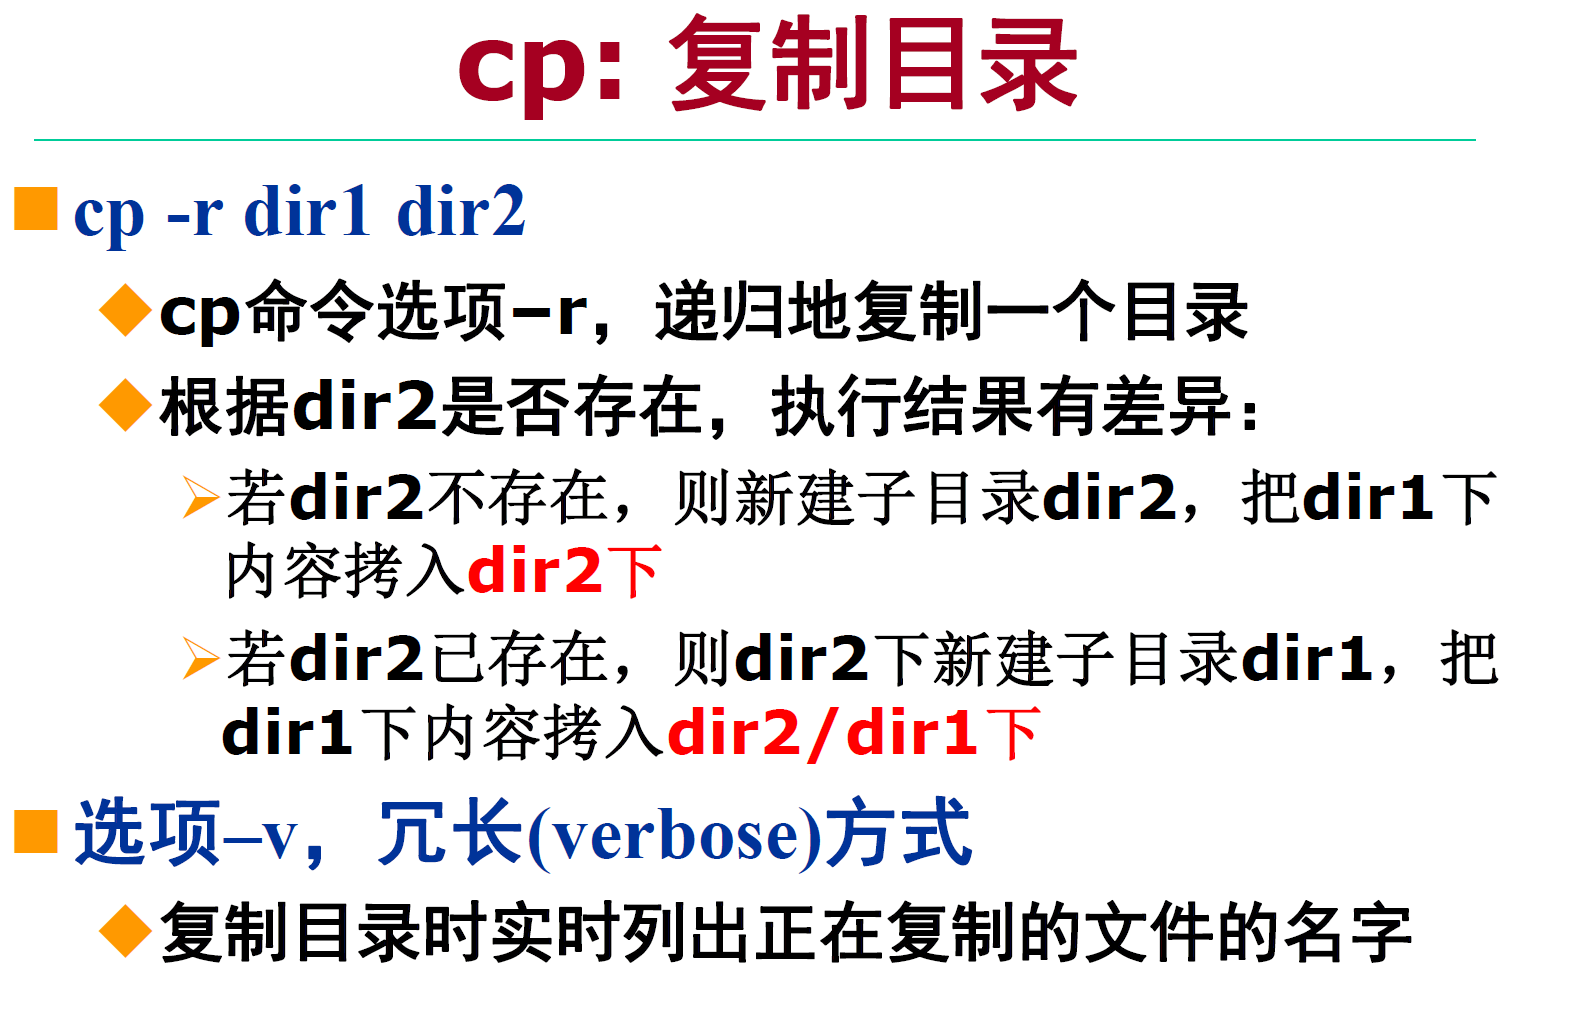 cp: 复制目录
cp -r dir1 dir2
cp命令选项–r，递归地复制一个目录
根据dir2是否存在，执行结果有差异：
若dir2不存在，则新建子目录dir2，把dir1下
内容拷入dir2下
若dir2已存在，则dir2下新建子目录dir1，把
dir1下内容拷入dir2/dir1下
选项–v，冗长(verbose)方式
复制目录时实时列出正在复制的文件的名字